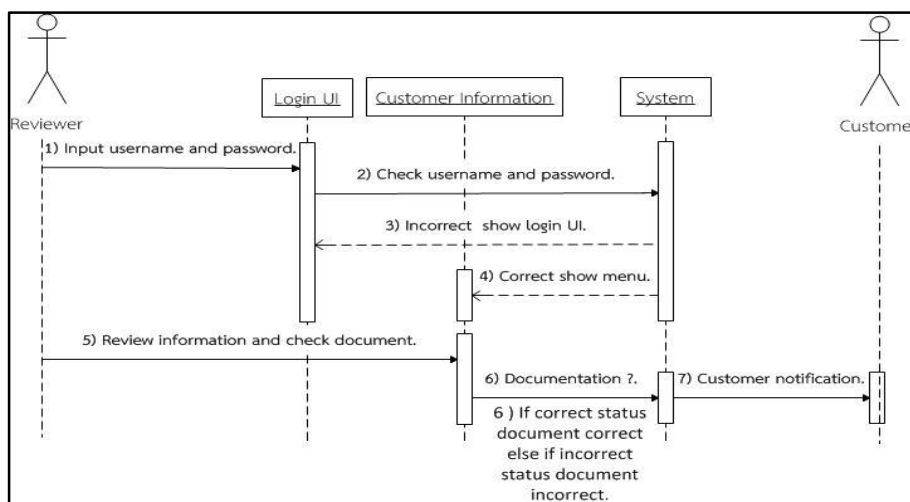 Reviewer
Login UI
Customer Information
System
Custome
1) Input username and password.
2) Check username and password.
3) Incorrect show login UI.
4) Correct show menu.
5) Review information and check document.
6) Documentation ?.
7) Customer notification.
6 ) If correct status
document correct
else if incorrect
status document
incorrect.